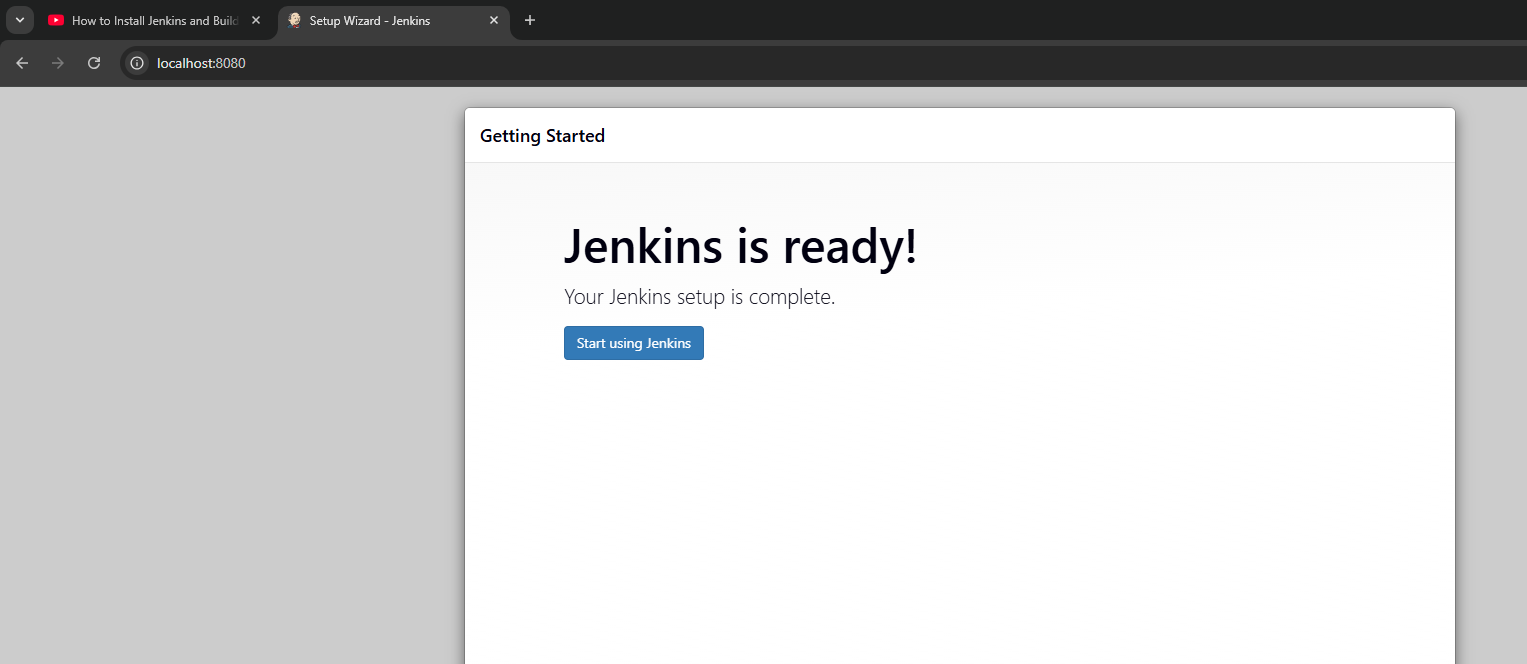 How to Install Jenkins and Build
Setup Wizard - Jenkins
localhost:8080
Getting Started
Jenkins is ready!
Your Jenkins setup is complete.
Start using Jenkins